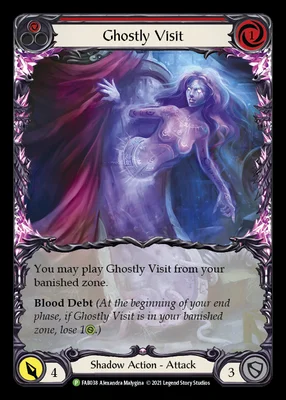 Ghostly Visit
1
You may play Ghostly Visit from your
banished zone.
Blood Debt (At the beginning of your end
phase, if Ghostly Visit is in your banished
zone, lose 1.)
4
Shadow Action - Attack
3
P FAB038 Alexandra Malygina © 2021 Legend Story Studios